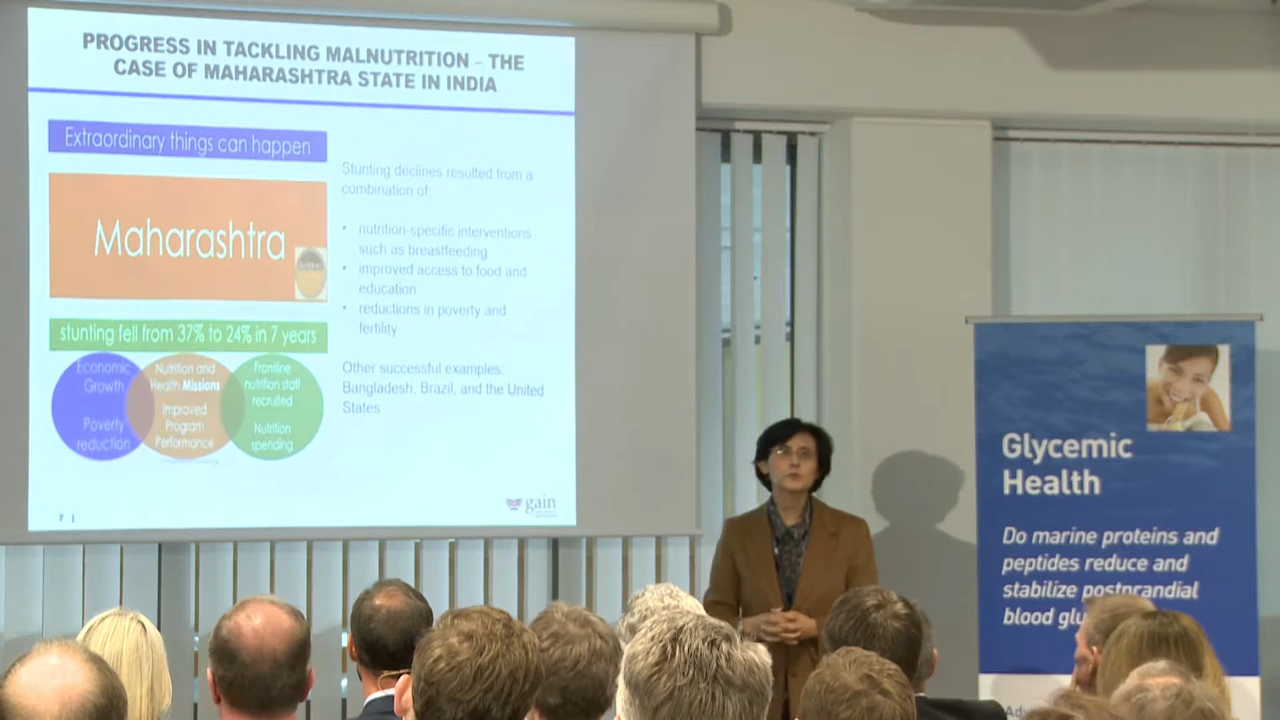 PROGRESS IN TACKLING MALNUTRITION – THE
CASE OF MAHARASHTRA STATE IN INDIA
Extraordinary things can happen
Maharashtra
stunting fell from 37% to 24% in 7 years
Economic
Growth
Poverty
reduction
Nutrition and
Health Missions
Improved
Program
Performance
Frontline
nutrition staff
recruited
Nutrition
spending
Stunting declines resulted from a
combination of:
• nutrition-specific interventions
such as breastfeeding
• improved access to food and
education
• reductions in poverty and
fertility
Other successful examples:
Bangladesh, Brazil, and the United
States
7 |
gain
Glycemic
Health
Do marine proteins and
peptides reduce and
stabilize postprandial
blood glu